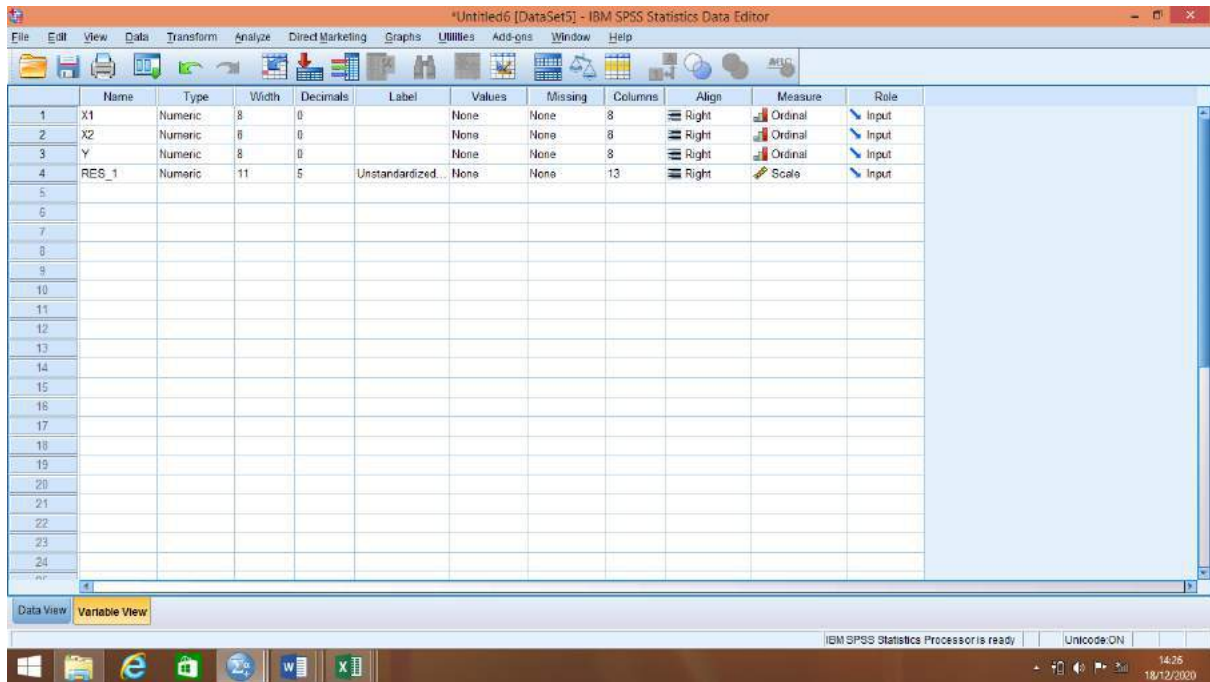 *Untitled6 [DataSet5] - IBM SPSS Statistics Data Editor
File Edit View Data Transform Analyze Direct Marketing Graphs Utilities Add-ons Window Help
Name Type Width Decimals Label Values Missing Columns Align Measure Role
1 X1 Numeric 8 0 None None 8 Right Ordinal Input
2 X2 Numeric 8 0 None None 8 Right Ordinal Input
3 Y Numeric 8 0 None None 8 Right Ordinal Input
4 RES_1 Numeric 11 5 Unstandardized... None None 13 Right Scale Input
5
6
7
8
9
10
11
12
13
14
15
16
17
18
19
20
21
22
23
24
Data View Variable View
IBM SPSS Statistics Processor is ready Unicode:ON
14:26
18/12/2020